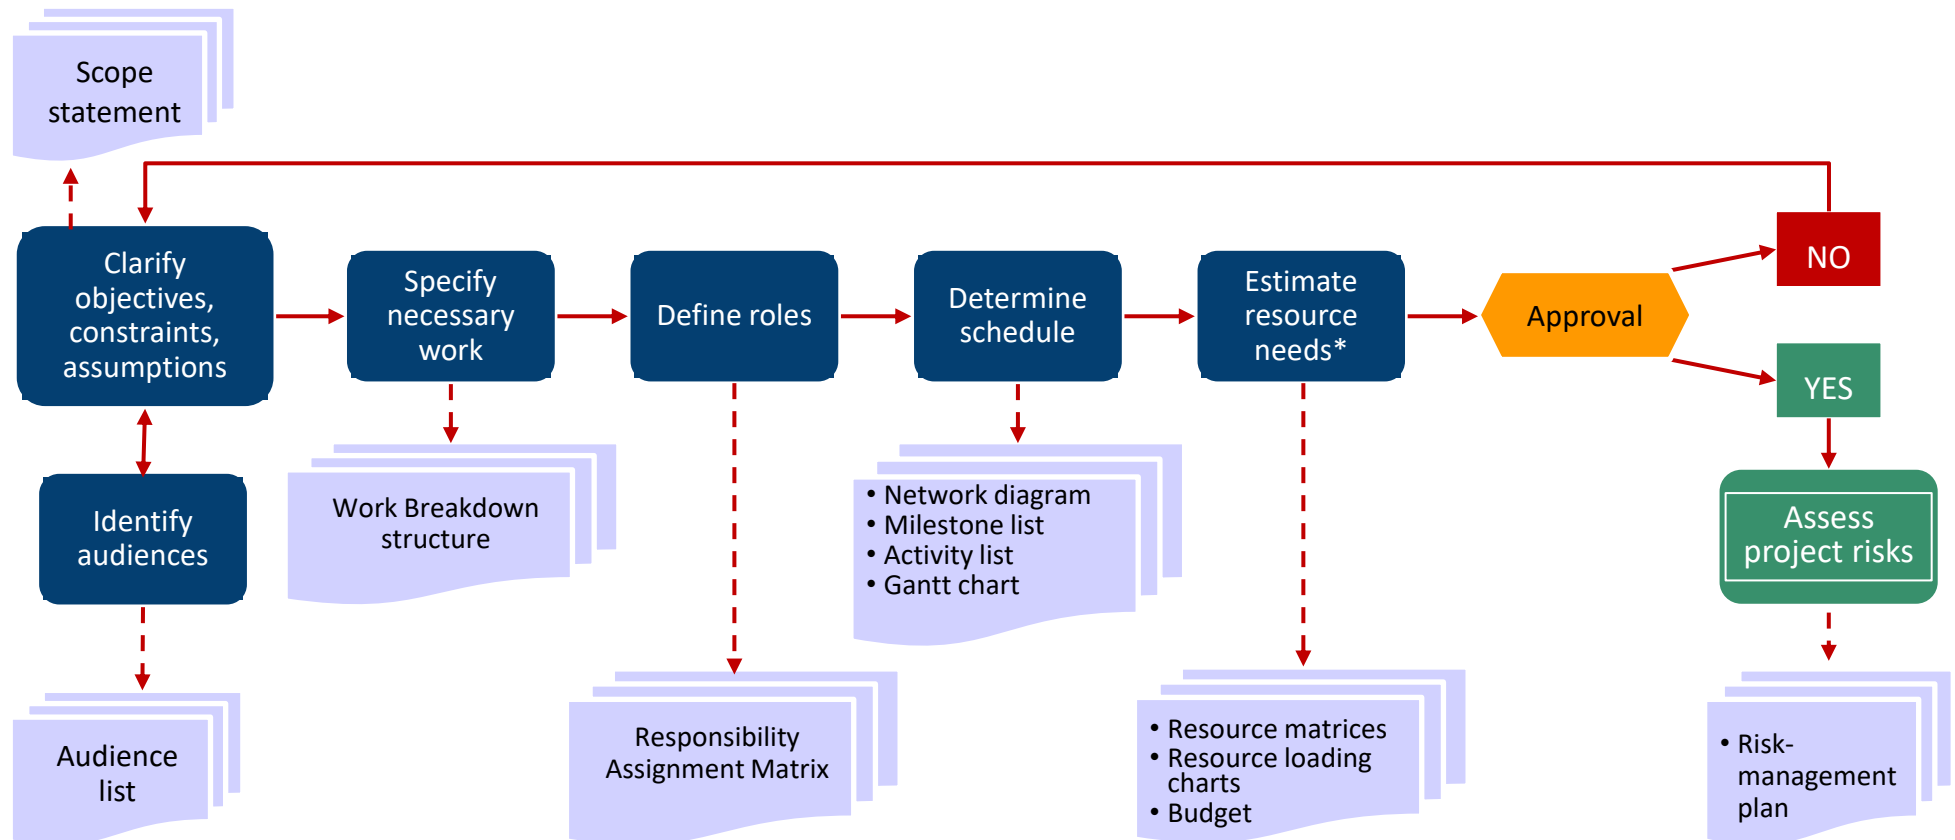 Scope
statement
Clarify
objectives,
constraints,
assumptions
Specify
necessary
work
Define roles
Determine
schedule
Estimate
resource
needs*
Approval
NO
YES
Identify
audiences
Work Breakdown
structure
• Network diagram
• Milestone list
• Activity list
• Gantt chart
Assess
project risks
Audience
list
Responsibility
Assignment Matrix
• Resource matrices
• Resource loading
charts
• Budget
• Risk-
management
plan